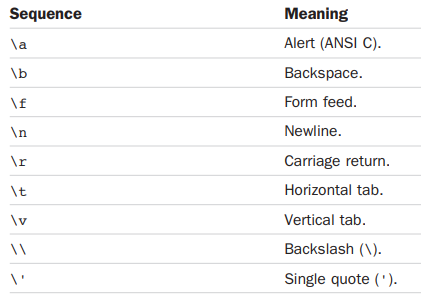 Sequence Meaning
\a Alert (ANSI C).
\b Backspace.
\f Form feed.
\n Newline.
\r Carriage return.
\t Horizontal tab.
\v Vertical tab.
\\ Backslash (\).
\' Single quote (').